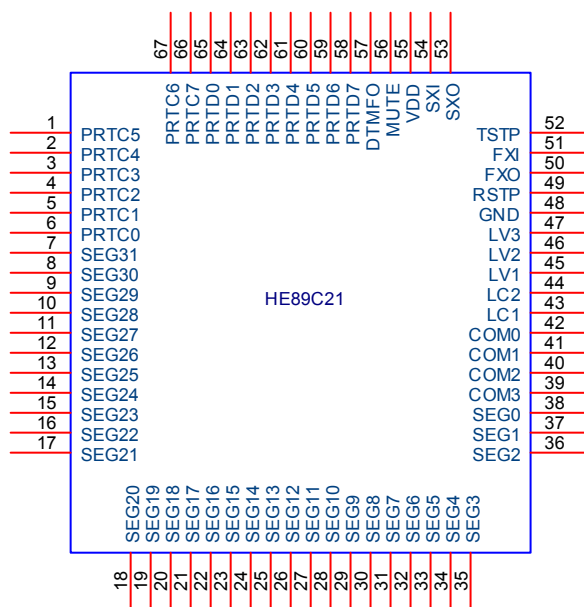 67
66
65
64
63
62
61
60
59
58
57
56
55
54
53
PRTC6
PRTC7
PRTD0
PRTD1
PRTD2
PRTD3
PRTD4
PRTD5
PRTD6
PRTD7
DTMFO
MUTE
VDD
SXI
SXO
1 PRTC5
2 PRTC4
3 PRTC3
4 PRTC2
5 PRTC1
6 PRTC0
7 SEG31
8 SEG30
9 SEG29
10 SEG28
11 SEG27
12 SEG26
13 SEG25
14 SEG24
15 SEG23
16 SEG22
17 SEG21
HE89C21
TSTP 52
FXI 51
FXO 50
RSTP 49
GND 48
LV3 47
LV2 46
LV1 45
LC2 44
LC1 43
COM0 42
COM1 41
COM2 40
COM3 39
SEG0 38
SEG1 37
SEG2 36
SEG20
SEG19
SEG18
SEG17
SEG16
SEG15
SEG14
SEG13
SEG12
SEG11
SEG10
SEG9
SEG8
SEG7
SEG6
SEG5
SEG4
SEG3
18
19
20
21
22
23
24
25
26
27
28
29
30
31
32
33
34
35